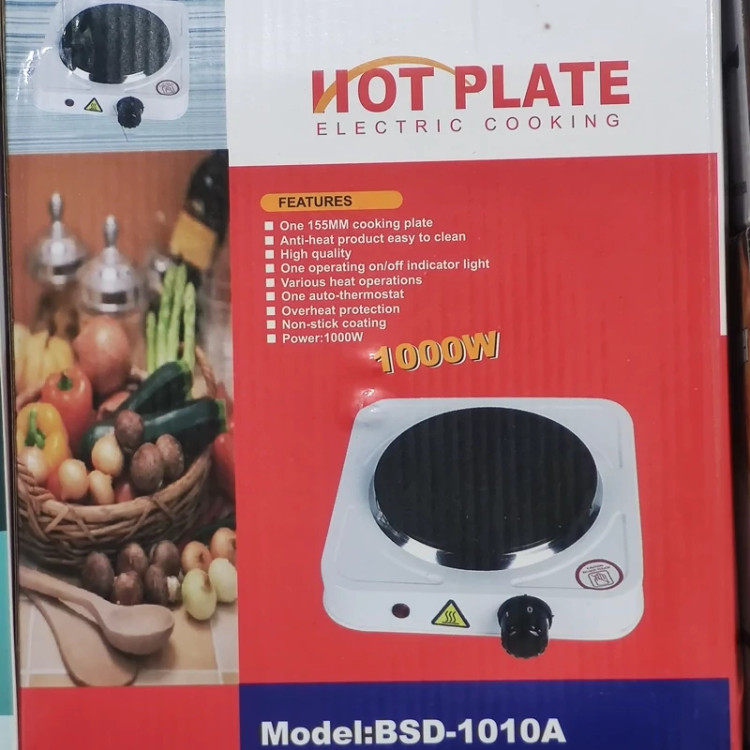 HOT PLATE
ELECTRIC COOKING
FEATURES
One 155MM cooking plate
Anti-heat product easy to clean
High quality
One operating on/off indicator light
Various heat operations
One auto-thermostat
Overheat protection
Non-stick coating
Power:1000W
1000W
Model:BSD-1010A